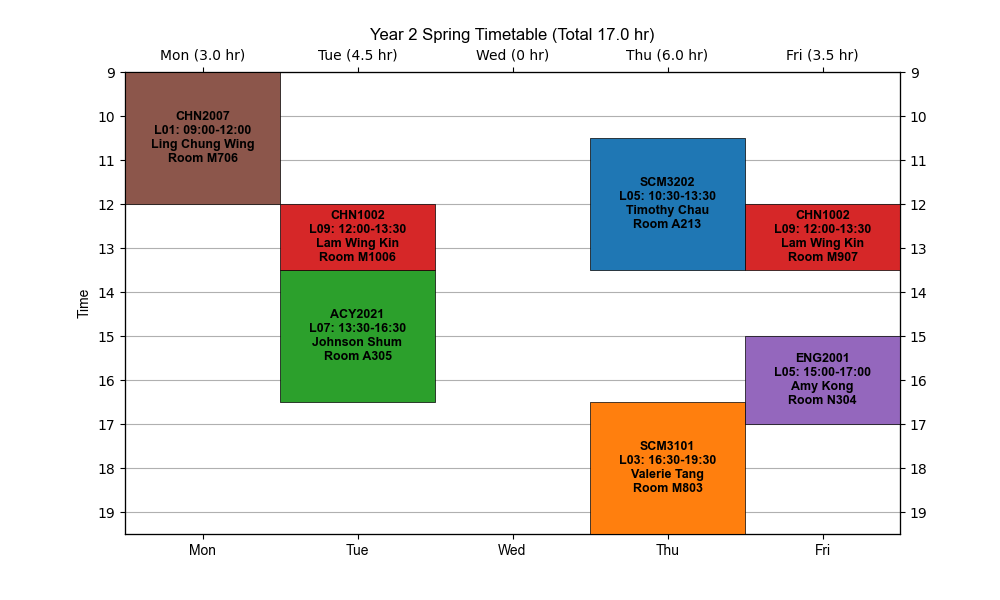 Year 2 Spring Timetable (Total 17.0 hr)
Mon (3.0 hr) Tue (4.5 hr) Wed (0 hr) Thu (6.0 hr) Fri (3.5 hr)
9 9
10 10
11 11
12 12
13 13
14 14
15 15
16 16
17 17
18 18
19 19
Time
CHN2007
L01: 09:00-12:00
Ling Chung Wing
Room M706
CHN1002
L09: 12:00-13:30
Lam Wing Kin
Room M1006
ACY2021
L07: 13:30-16:30
Johnson Shum
Room A305
SCM3202
L05: 10:30-13:30
Timothy Chau
Room A213
SCM3101
L03: 16:30-19:30
Valerie Tang
Room M803
CHN1002
L09: 12:00-13:30
Lam Wing Kin
Room M907
ENG2001
L05: 15:00-17:00
Amy Kong
Room N304
Mon Tue Wed Thu Fri